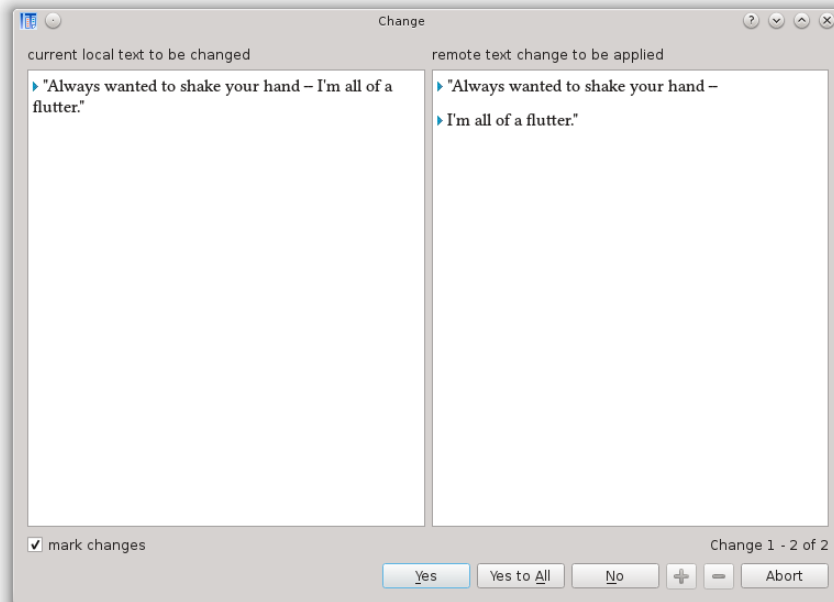 Change
current local text to be changed
remote text change to be applied
"Always wanted to shake your hand – I'm all of a
flutter."
"Always wanted to shake your hand –
I'm all of a flutter."
mark changes
Change 1 - 2 of 2
Yes
Yes to All
No
Abort